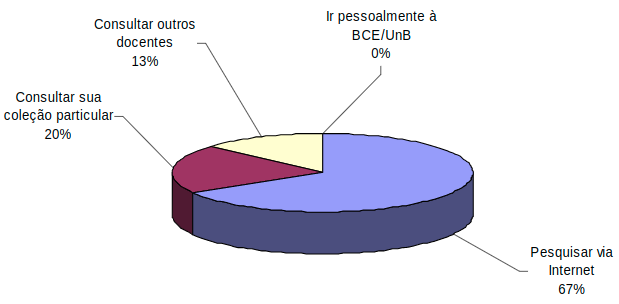 Ir pessoalmente à
BCE/UnB
0%
Consultar outros
docentes
13%
Consultar sua
coleção particular
20%
Pesquisar via
Internet
67%